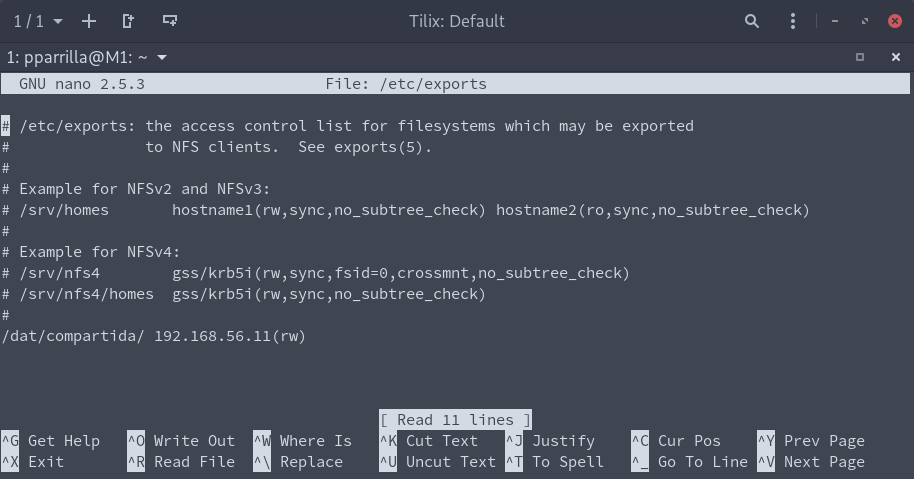 1 / 1
Tilix: Default
1: pparrilla@M1: ~
GNU nano 2.5.3                    File: /etc/exports
# /etc/exports: the access control list for filesystems which may be exported
#               to NFS clients.  See exports(5).
#
# Example for NFSv2 and NFSv3:
# /srv/homes       hostname1(rw,sync,no_subtree_check) hostname2(ro,sync,no_subtree_check)
#
# Example for NFSv4:
# /srv/nfs4        gss/krb5i(rw,sync,fsid=0,crossmnt,no_subtree_check)
# /srv/nfs4/homes  gss/krb5i(rw,sync,no_subtree_check)
#
/dat/compartida/ 192.168.56.11(rw)
[ Read 11 lines ]
^G Get Help   ^O Write Out  ^W Where Is   ^K Cut Text   ^J Justify    ^C Cur Pos    ^Y Prev Page
^X Exit       ^R Read File  ^\ Replace    ^U Uncut Text ^T To Spell   ^_ Go To Line ^V Next Page